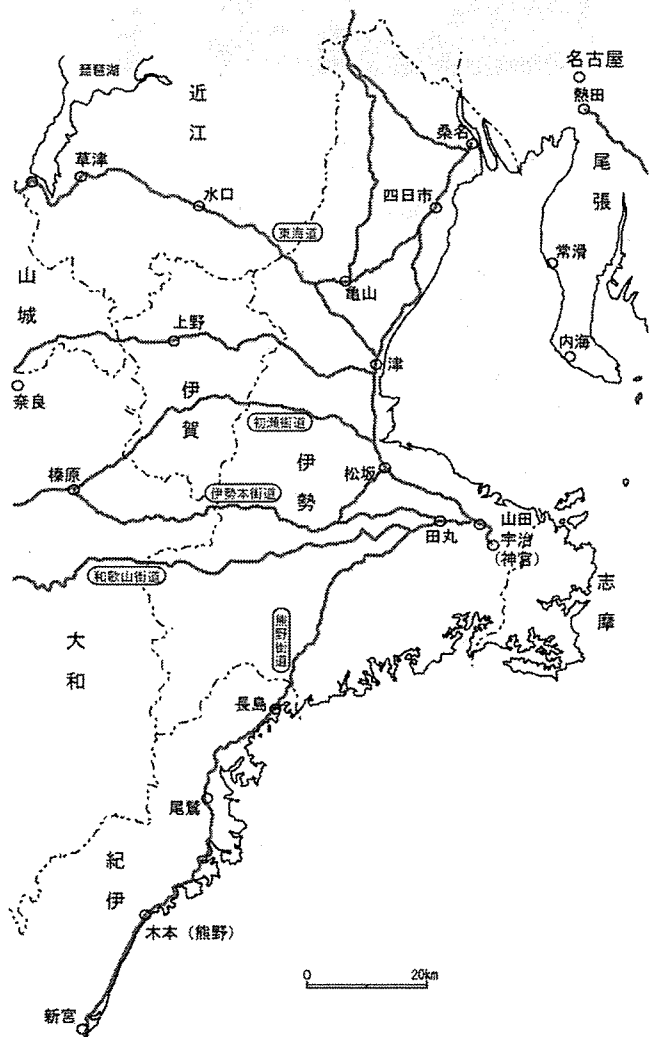 琵琶湖
近江
名古屋
熱田
桑名
尾張
草津
水口
四日市
東海道
常滑
山城
亀山
上野
内海
津
奈良
伊賀
初瀬街道
伊勢
松坂
榛原
伊勢本街道
田丸
山田
宇治
(神宮)
和歌山街道
志摩
大和
熊野街道
長島
尾鷲
紀伊
木本（熊野）
0 20km
新宮